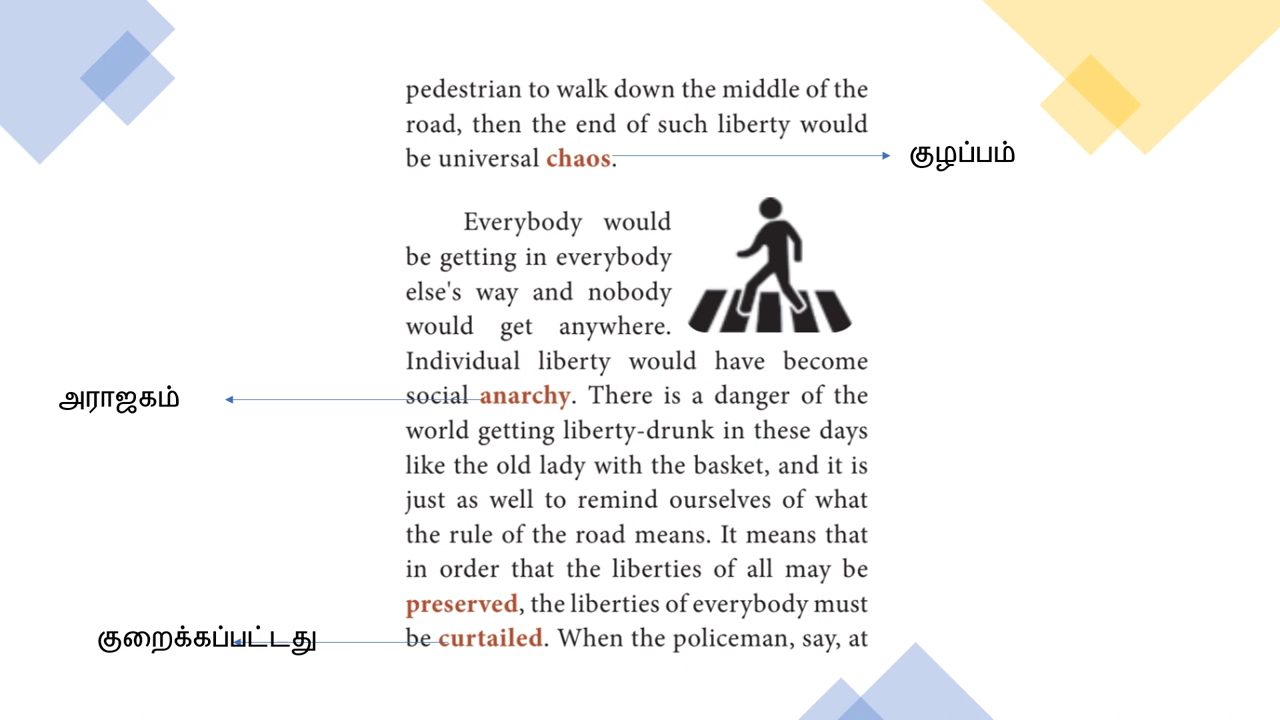 pedestrian to walk down the middle of the
road, then the end of such liberty would
be universal chaos.
குழப்பம்
Everybody would
be getting in everybody
else's way and nobody
would get anywhere.
Individual liberty would have become
social anarchy. There is a danger of the
அராஜகம்
world getting liberty-drunk in these days
like the old lady with the basket, and it is
just as well to remind ourselves of what
the rule of the road means. It means that
in order that the liberties of all may be
preserved, the liberties of everybody must
be curtailed. When the policeman, say, at
குறைக்கப்பட்டது